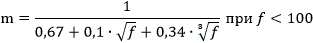 m = 1 / (0,67 + 0,1 · √f + 0,34 · ∛f) при f < 100